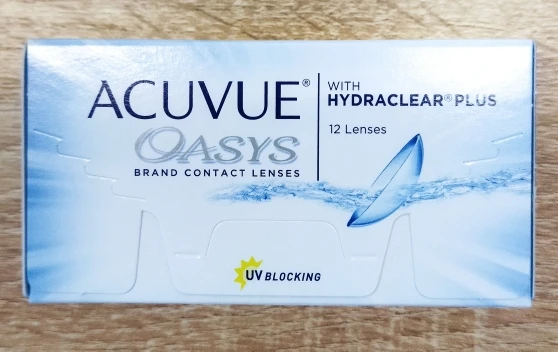 ACUVUE®
OASYS
BRAND CONTACT LENSES
WITH
HYDRACLEAR® PLUS
12 Lenses
UV BLOCKING